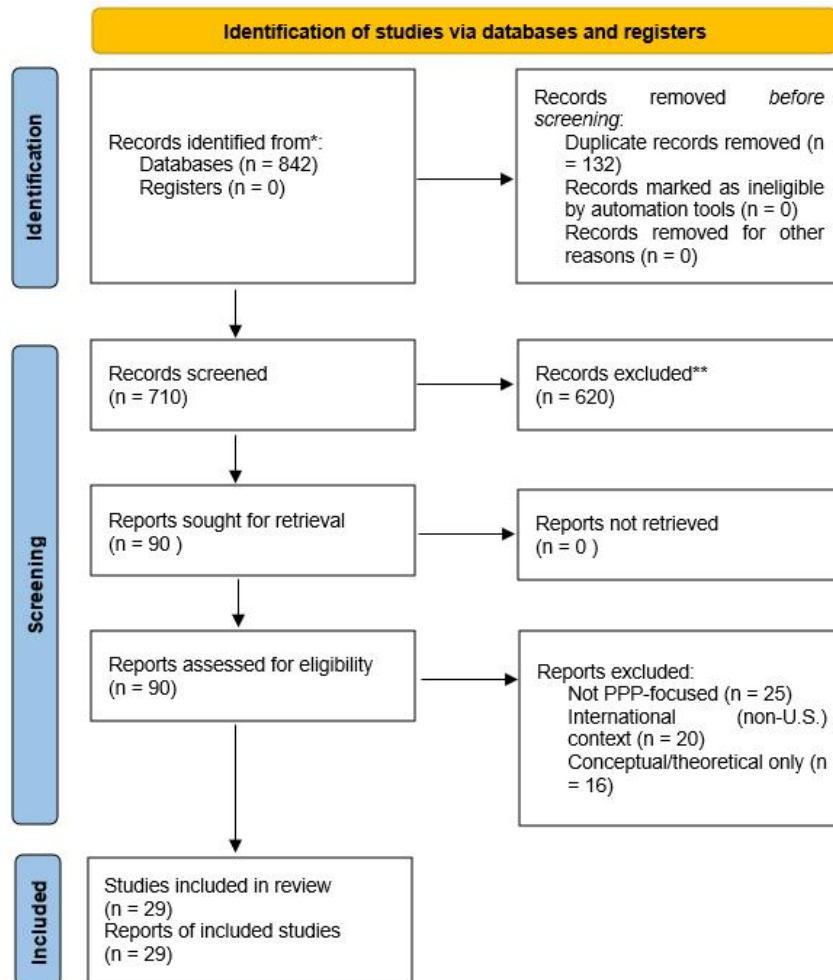 Identification of studies via databases and registers
Identification
Records identified from*:
Databases (n = 842)
Registers (n = 0)
Records removed before
screening:
Duplicate records removed (n
= 132)
Records marked as ineligible
by automation tools (n = 0)
Records removed for other
reasons (n = 0)
Screening
Records screened
(n = 710)
Records excluded**
(n = 620)
Reports sought for retrieval
(n = 90 )
Reports not retrieved
(n = 0 )
Reports assessed for eligibility
(n = 90)
Reports excluded:
Not PPP-focused (n = 25)
International (non-U.S.)
context (n = 20)
Conceptual/theoretical only (n
= 16)
Included
Studies included in review
(n = 29)
Reports of included studies
(n = 29)